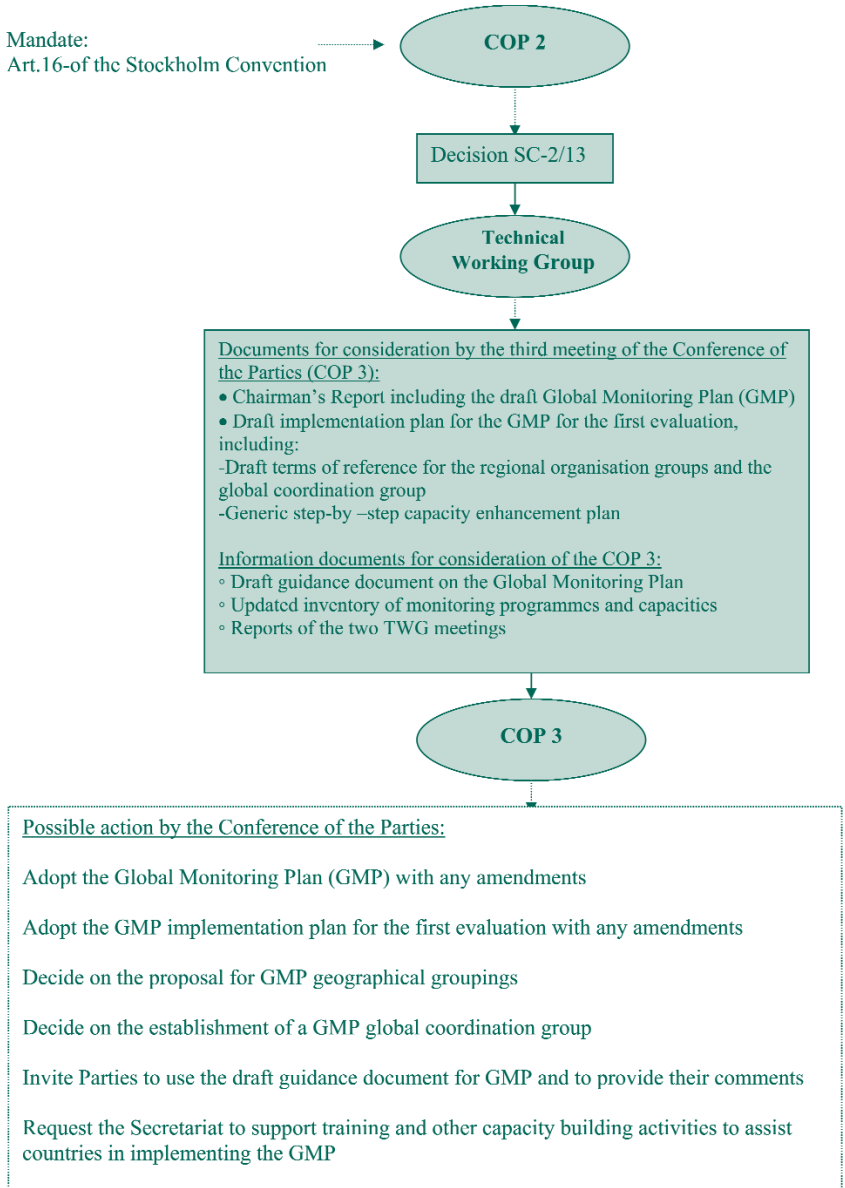 Mandate:
Art.16-of the Stockholm Convention
COP 2
Decision SC-2/13
Technical
Working Group
Documents for consideration by the third meeting of the Conference of
the Parties (COP 3):
• Chairman's Report including the draft Global Monitoring Plan (GMP)
• Draft implementation plan for the GMP for the first evaluation,
including:
-Draft terms of reference for the regional organisation groups and the
global coordination group
-Generic step-by –step capacity enhancement plan
Information documents for consideration of the COP 3:
◦ Draft guidance document on the Global Monitoring Plan
◦ Updated inventory of monitoring programmes and capacities
◦ Reports of the two TWG meetings
COP 3
Possible action by the Conference of the Parties:
Adopt the Global Monitoring Plan (GMP) with any amendments
Adopt the GMP implementation plan for the first evaluation with any amendments
Decide on the proposal for GMP geographical groupings
Decide on the establishment of a GMP global coordination group
Invite Parties to use the draft guidance document for GMP and to provide their comments
Request the Secretariat to support training and other capacity building activities to assist
countries in implementing the GMP